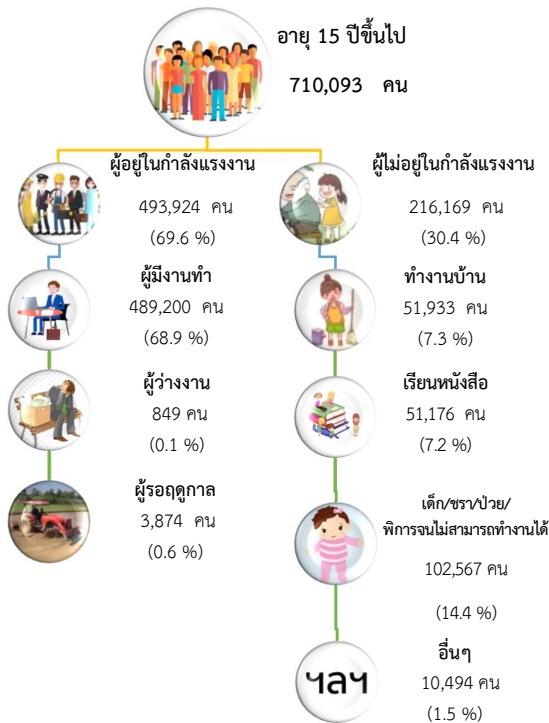 อายุ 15 ปีขึ้นไป
710,093 คน
ผู้อยู่ในกำลังแรงงาน
493,924 คน
(69.6 %)
ผู้มีงานทำ
489,200 คน
(68.9 %)
ผู้ว่างงาน
849 คน
(0.1 %)
ผู้รอฤดูกาล
3,874 คน
(0.6 %)
ผู้ไม่อยู่ในกำลังแรงงาน
216,169 คน
(30.4 %)
ทำงานบ้าน
51,933 คน
(7.3 %)
เรียนหนังสือ
51,176 คน
(7.2 %)
เด็ก/ชรา/ป่วย/
พิการจนไม่สามารถทำงานได้
102,567 คน
(14.4 %)
ฯลฯ
อื่นๆ
10,494 คน
(1.5 %)